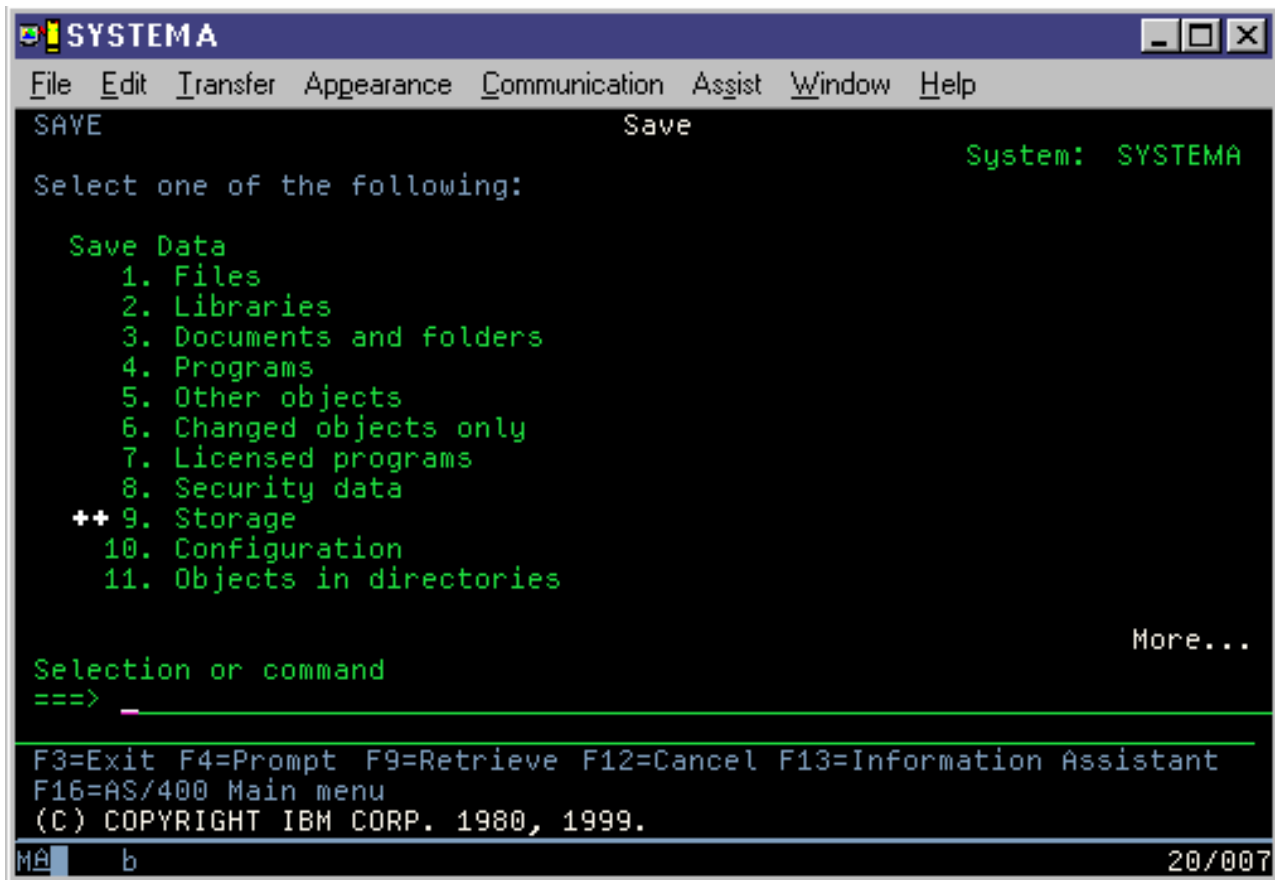 SYSTEMA
File Edit Transfer Appearance Communication Assist Window Help
SAVE Save
System: SYSTEMA
Select one of the following:
Save Data
1. Files
2. Libraries
3. Documents and folders
4. Programs
5. Other objects
6. Changed objects only
7. Licensed programs
8. Security data
++ 9. Storage
10. Configuration
11. Objects in directories
More...
Selection or command
===> _
F3=Exit F4=Prompt F9=Retrieve F12=Cancel F13=Information Assistant
F16=AS/400 Main menu
(C) COPYRIGHT IBM CORP. 1980, 1999.
MA b 20/007